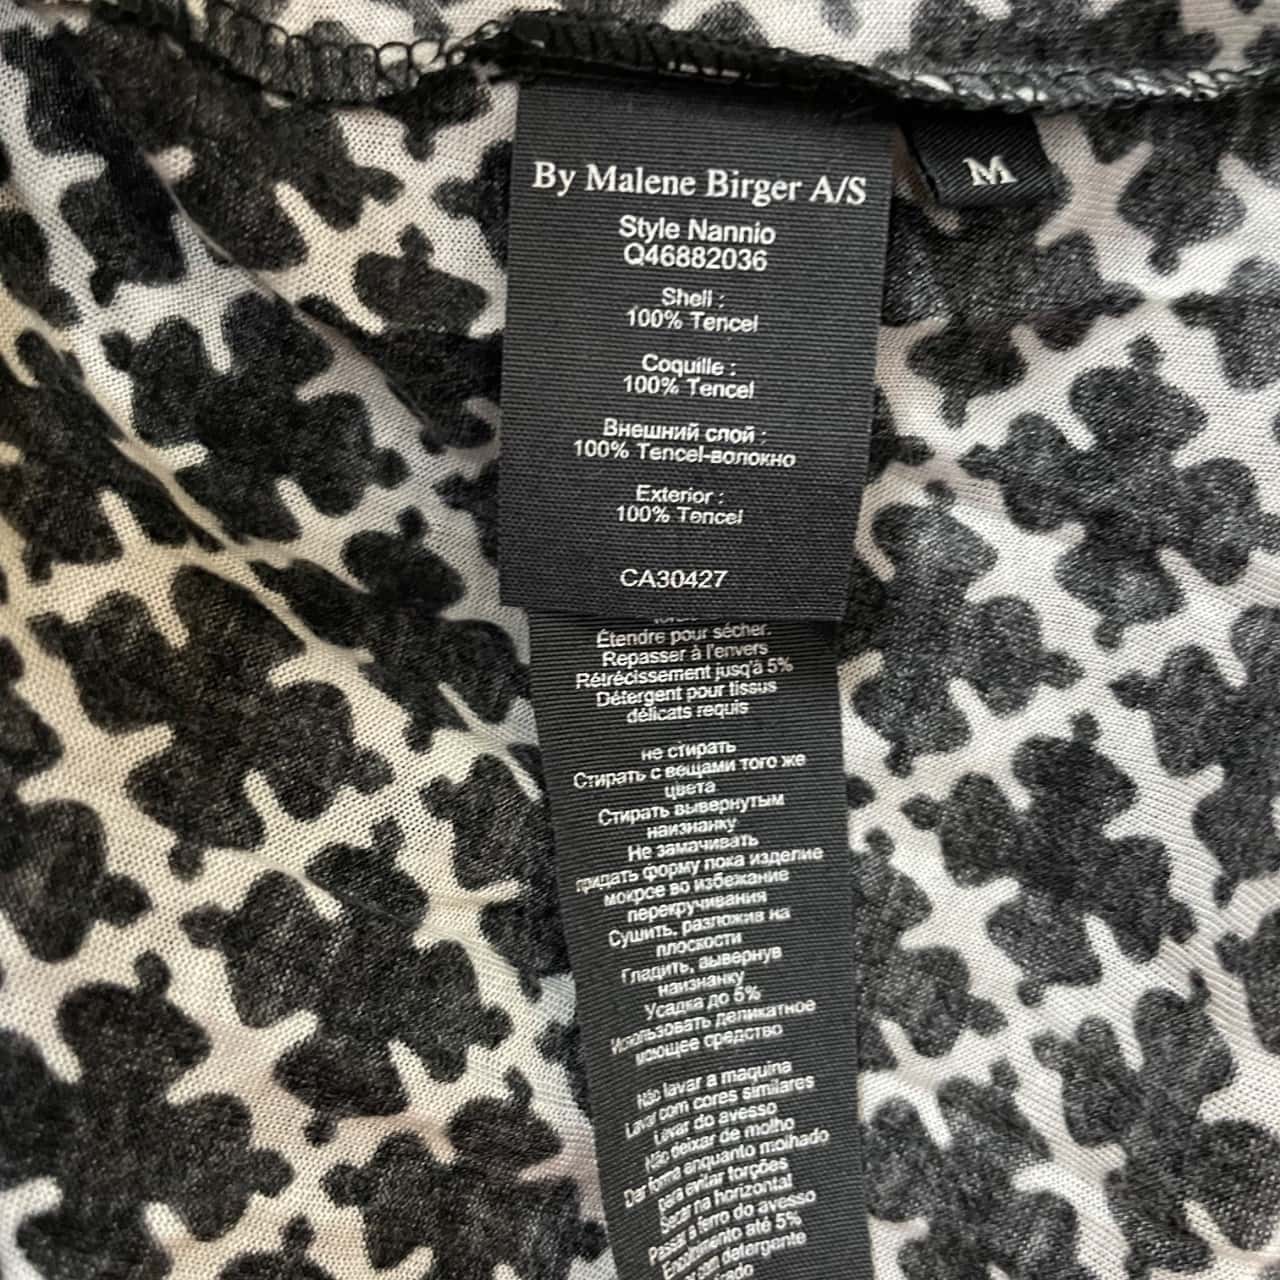 By Malene Birger A/S
M
Style Nannio
Q46882036
Shell :
100% Tencel
Coquille :
100% Tencel
Внешний слой :
100% Tencel-волокно
Exterior :
100% Tencel
CA30427
Étendre pour sécher.
Repasser à l'envers
Rétrécissement jusqà 5%
Détergent pour tissus
délicats requis
не стирать
Стирать с вещами того же
цвета
Стирать вывернутым
наизнанку
Не замачивать
придать форму пока изделие
мокрое во избежание
перекручивания
Сушить, разложив на
плоскости
Гладить, вывернув
наизнанку
Усадка до 5%
Использовать деликатное
моющее средство
Não lavar a maquina
Lavar com cores similares
Lavar do avesso
Não deixar de molho
Dar forma enquanto molhado
para evitar torções
Secar na horizontal
Passar a ferro do avesso
Encolhimento até 5%
detergente